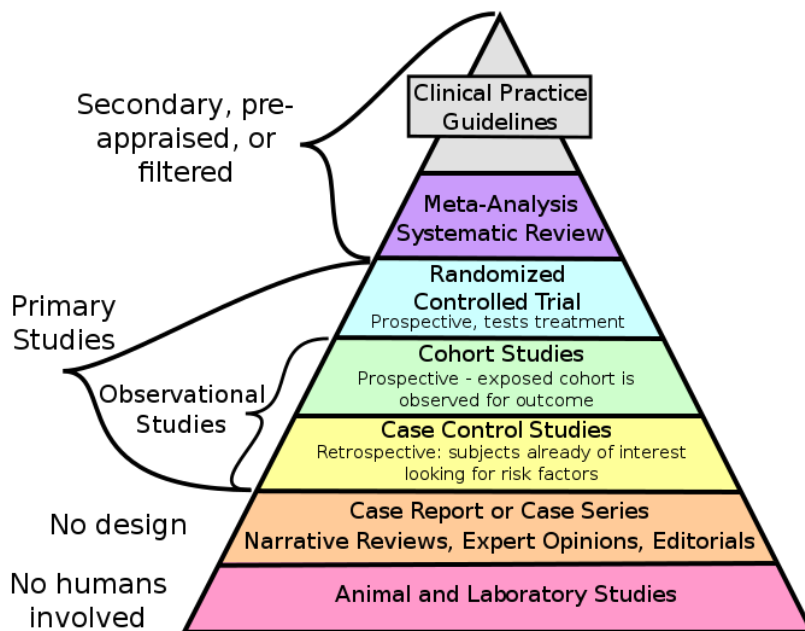 Clinical Practice
Guidelines
Secondary, pre-
appraised, or
filtered
Meta-Analysis
Systematic Review
Randomized
Controlled Trial
Prospective, tests treatment
Primary
Studies
Observational
Studies
Cohort Studies
Prospective - exposed cohort is
observed for outcome
Case Control Studies
Retrospective: subjects already of interest
looking for risk factors
No design
Case Report or Case Series
Narrative Reviews, Expert Opinions, Editorials
No humans
involved
Animal and Laboratory Studies